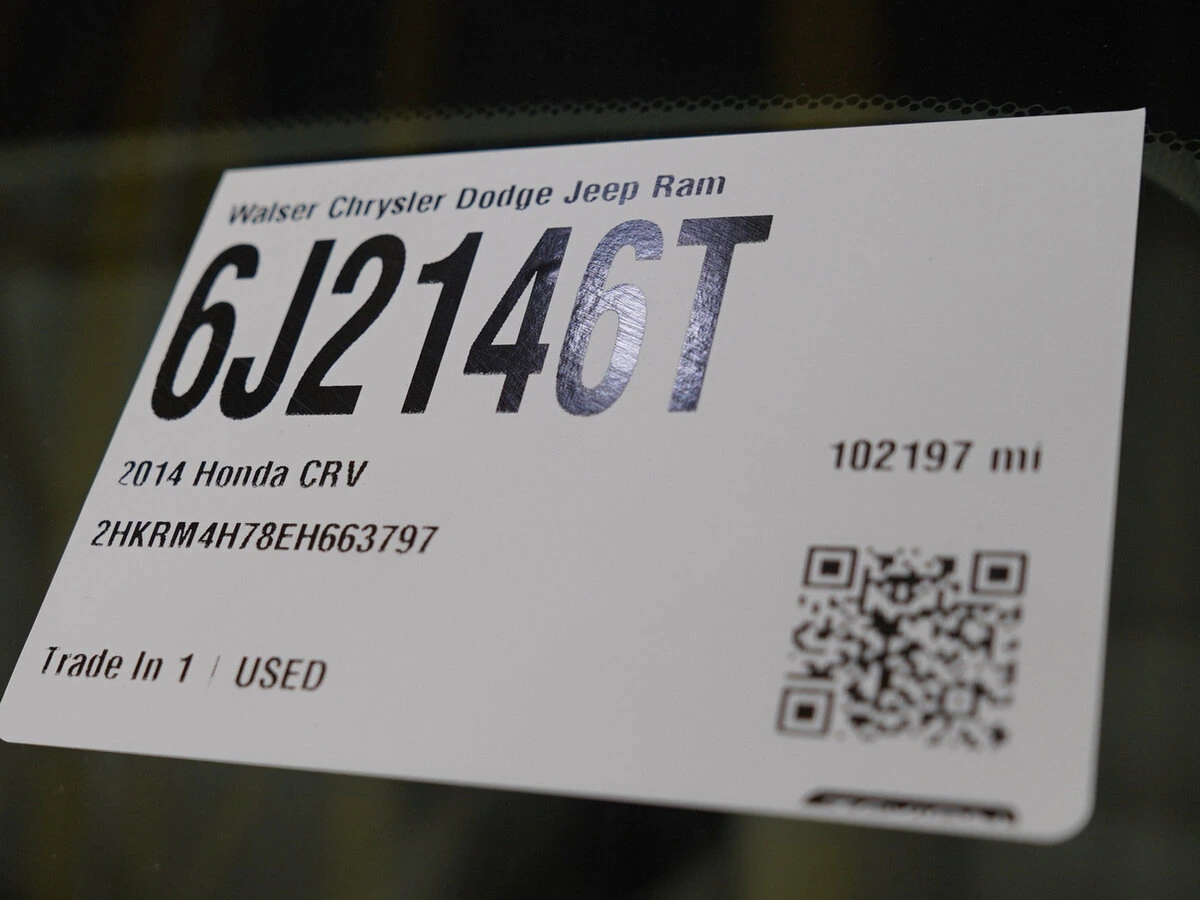 Walser Chrysler Dodge Jeep Ram
6J2146T
2014 Honda CRV
102197 mi
2HKRM4H78EH663797
Trade In 1 | USED